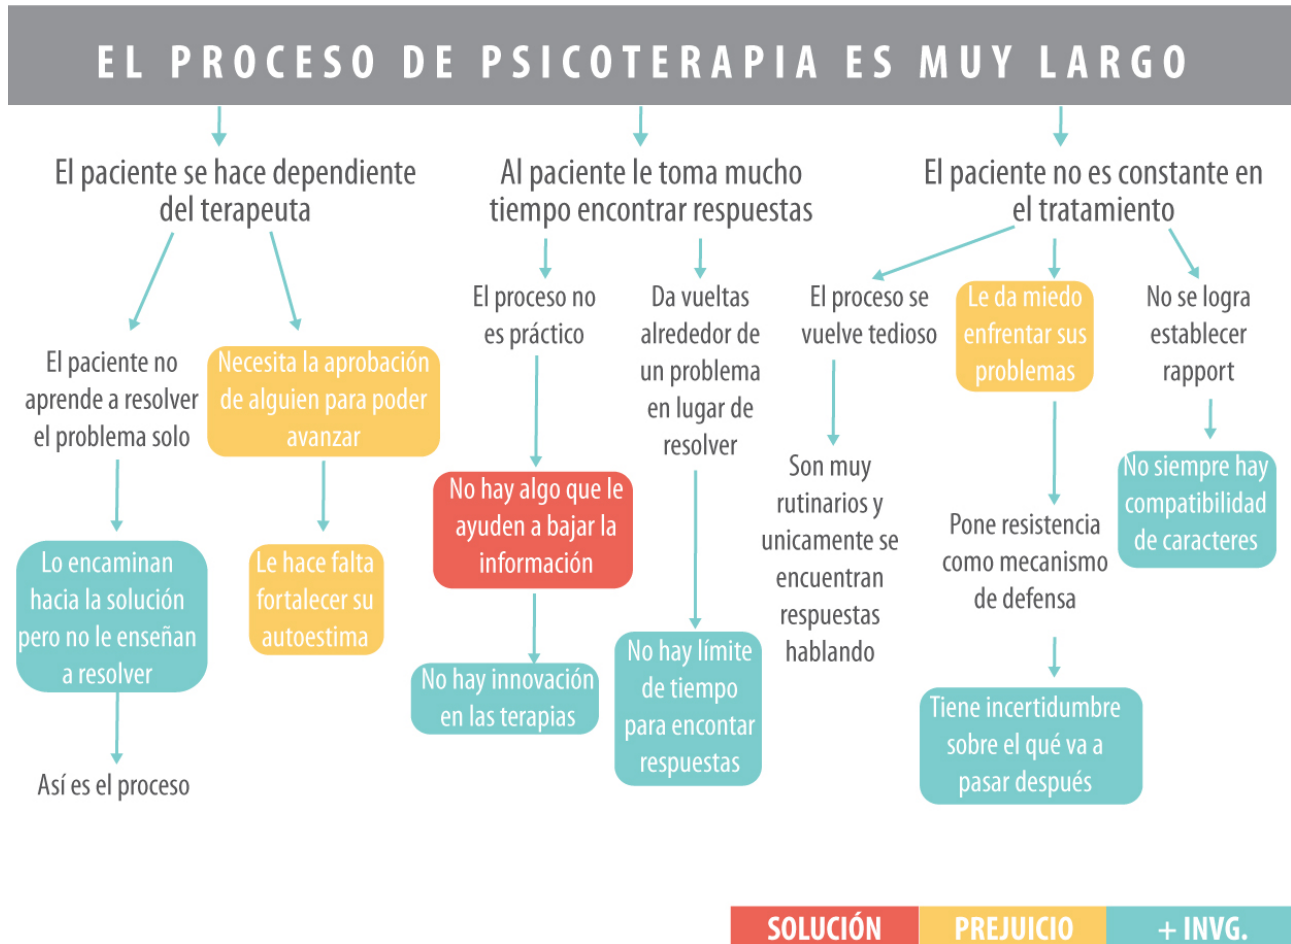 EL PROCESO DE PSICOTERAPIA ES MUY LARGO
El paciente se hace dependiente
del terapeuta
El paciente no
aprende a resolver
el problema solo
Lo encaminan
hacia la solución
pero no le enseñan
a resolver
Así es el proceso
Necesita la aprobación
de alguien para poder
avanzar
Le hace falta
fortalecer su
autoestima
Al paciente le toma mucho
tiempo encontrar respuestas
El proceso no
es práctico
No hay algo que le
ayuden a bajar la
información
No hay innovación
en las terapias
Da vueltas
alrededor de
un problema
en lugar de
resolver
No hay límite
de tiempo
para encontar
respuestas
El paciente no es constante en
el tratamiento
El proceso se
vuelve tedioso
Son muy
rutinarios y
unicamente se
encuentran
respuestas
hablando
Le da miedo
enfrentar sus
problemas
Pone resistencia
como mecanismo
de defensa
Tiene incertidumbre
sobre el qué va a
pasar después
No se logra
establecer
rapport
No siempre hay
compatibilidad
de caracteres
SOLUCIÓN
PREJUICIO
+ INVG.